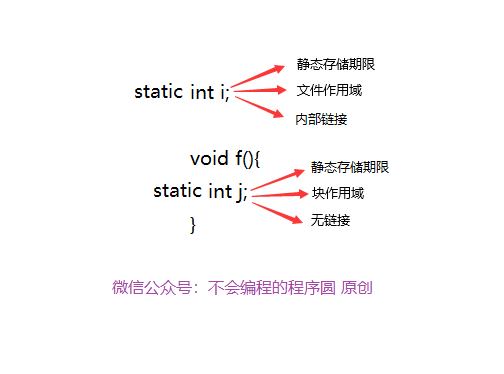 静态存储期限
static int i;
文件作用域
内部链接
void f(){
静态存储期限
static int j;
块作用域
}
无链接
微信公众号：不会编程的程序圆 原创